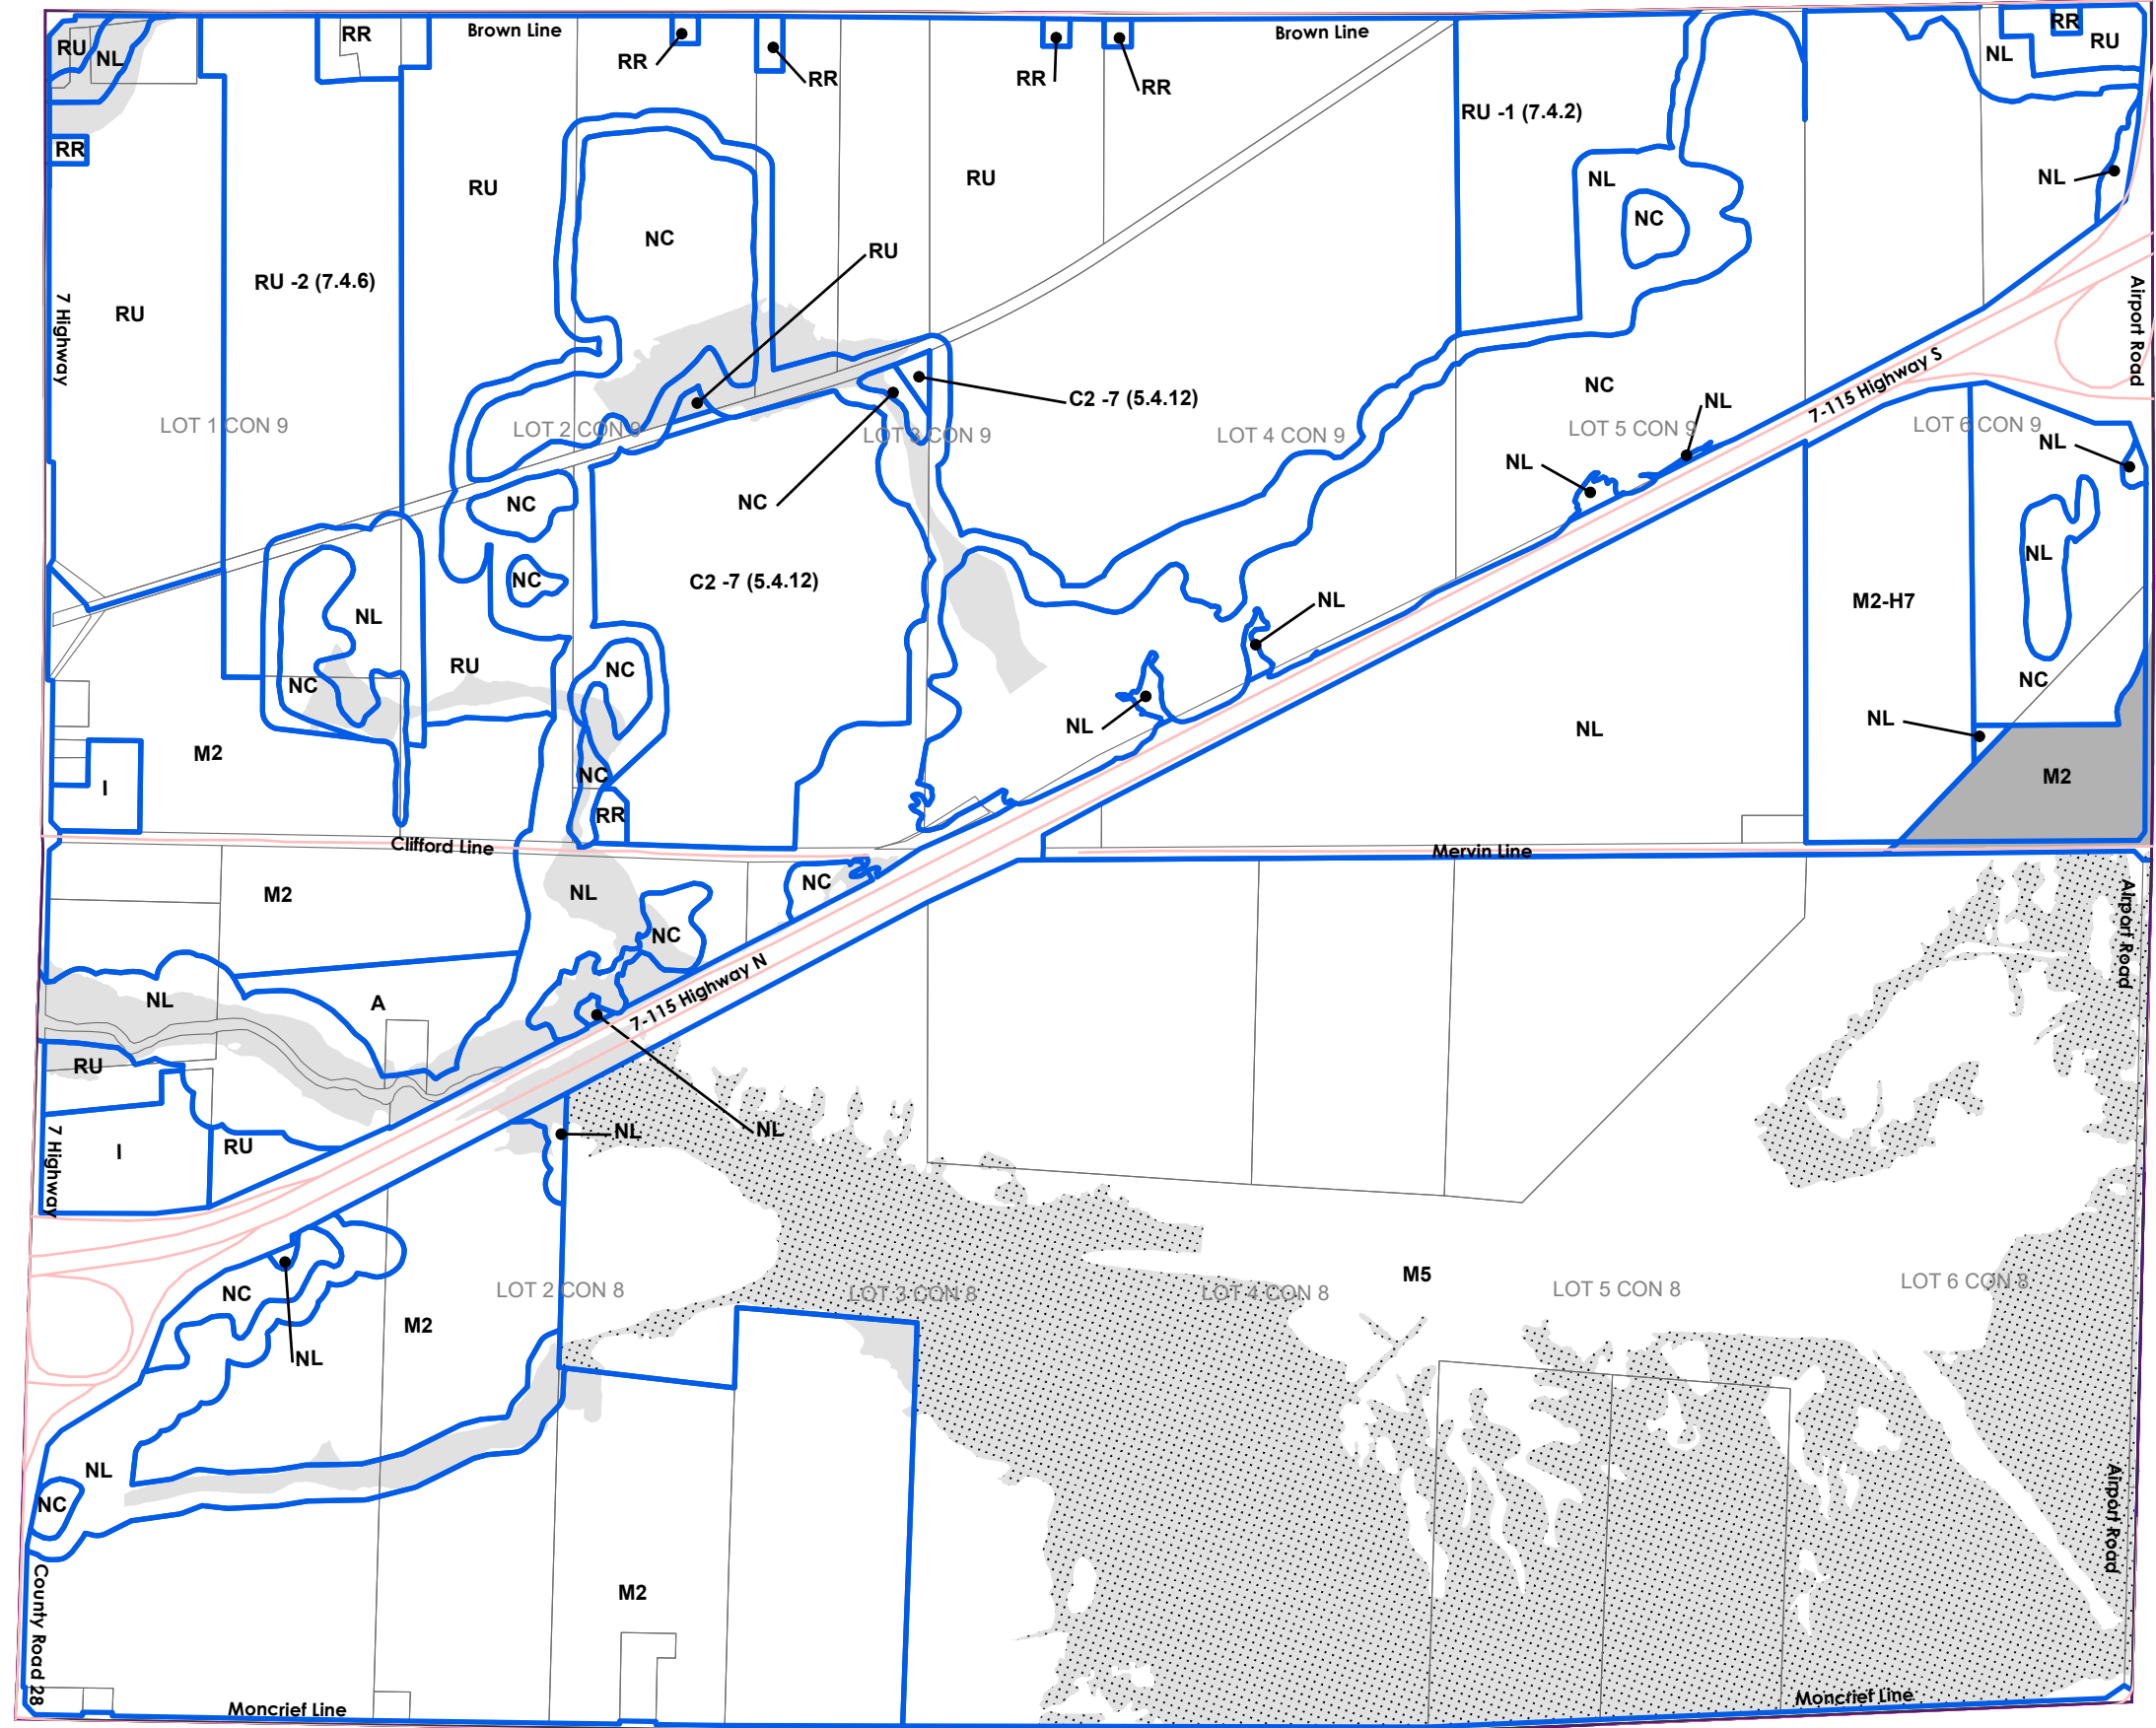 RR
Brown Line
Brown Line
RR
RU
RU
NL
RR
RR
RR
RR
NL
RU
RU -1 (7.4.2)
RR
NL
NL
RU
RU
NC
NC
RU
RU -2 (7.4.6)
RU
7 Highway
Airport Road
NC
7-115 Highway S
C2 -7 (5.4.12)
NL
LOT 1 CON 9
LOT 2 CON 9
LOT 3 CON 9
LOT 4 CON 9
LOT 5 CON 9
LOT 6 CON 9
NL
NL
NC
NC
NL
NC
C2 -7 (5.4.12)
M2-H7
NL
NL
RU
NC
NC
NC
NL
NL
NL
M2
NC
M2
I
RR
Clifford Line
Mervin Line
M2
NL
NC
NC
Airport Road
7-115 Highway N
NL
A
RU
NL
NL
I
RU
7 Highway
NC
LOT 2 CON 8
LOT 3 CON 8
LOT 4 CON 8
M5
LOT 5 CON 8
LOT 6 CON 8
M2
NL
NL
NC
Airport Road
M2
County Road 28
Moncrief Line
Moncrief Line